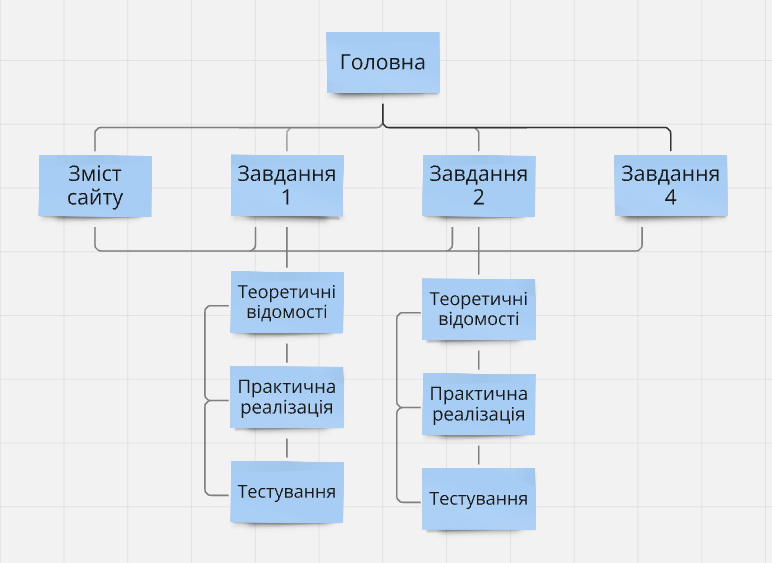 Головна
Зміст
сайту
Завдання
1
Завдання
2
Завдання
4
Теоретичні
відомості
Теоретичні
відомості
Практична
реалізація
Практична
реалізація
Тестування
Тестування